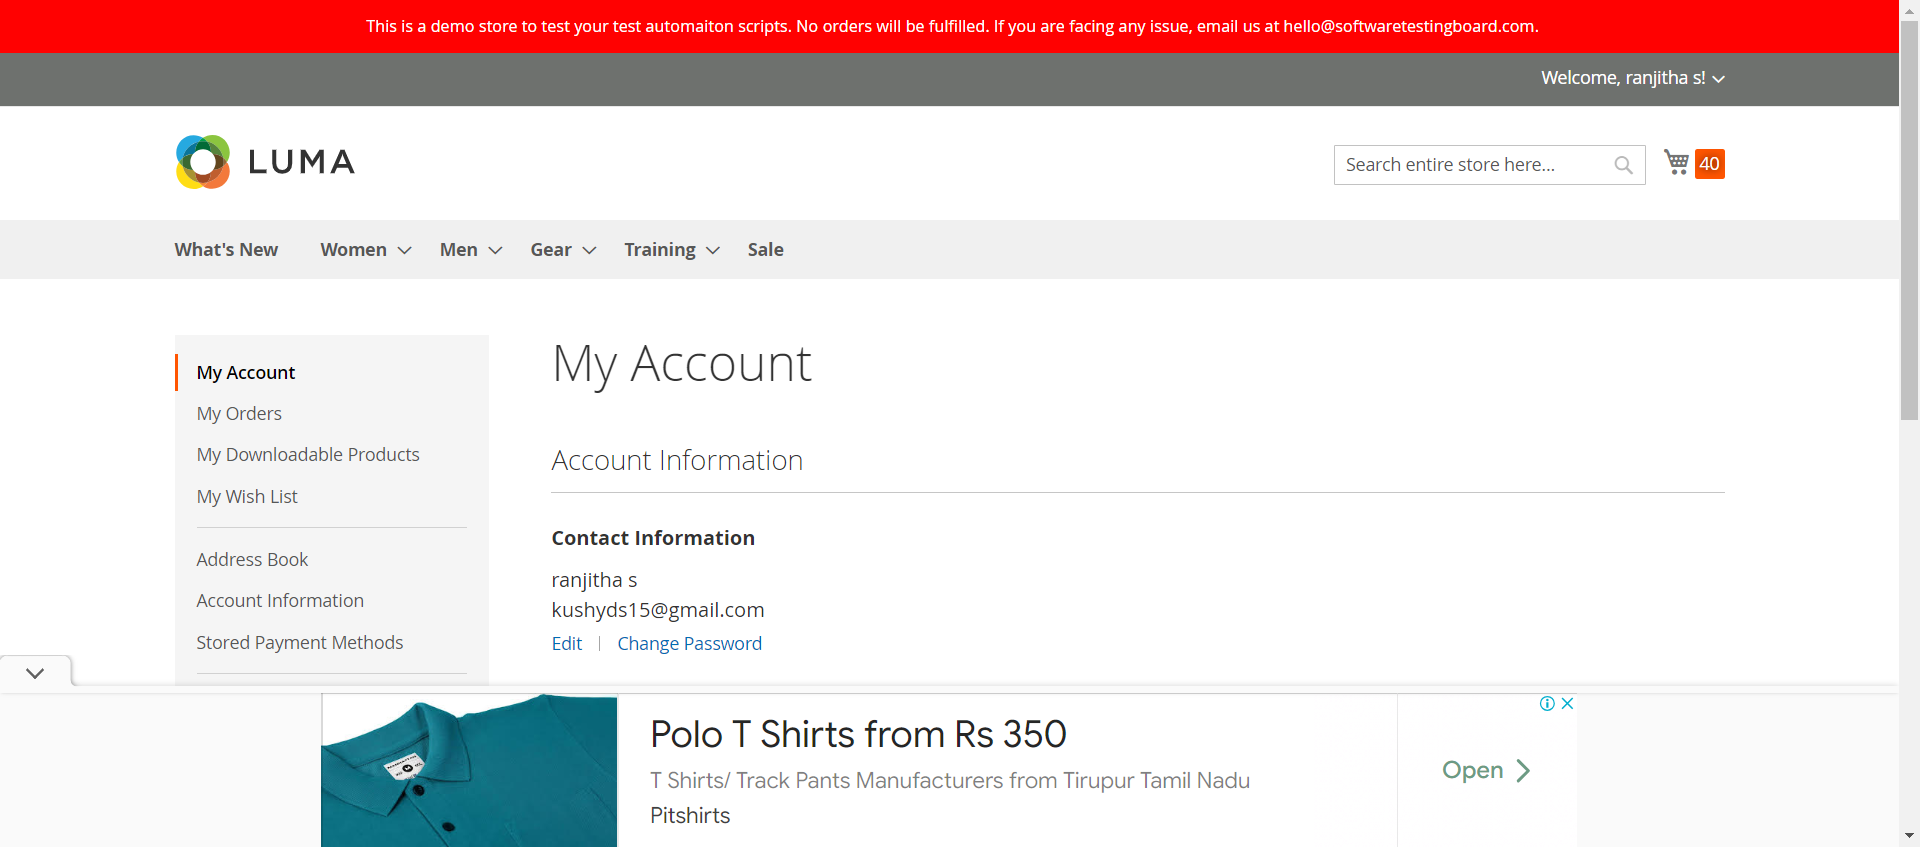 This is a demo store to test your test automaiton scripts. No orders will be fulfilled. If you are facing any issue, email us at hello@softwaretestingboard.com.
Welcome, ranjitha s!
LUMA
Search entire store here...
40
What's New
Women
Men
Gear
Training
Sale
My Account
My Orders
My Downloadable Products
My Wish List
Address Book
Account Information
Stored Payment Methods
My Account
Account Information
Contact Information
ranjitha s
kushyds15@gmail.com
Edit | Change Password
Polo T Shirts from Rs 350
T Shirts/ Track Pants Manufacturers from Tirupur Tamil Nadu
Pitshirts
Open